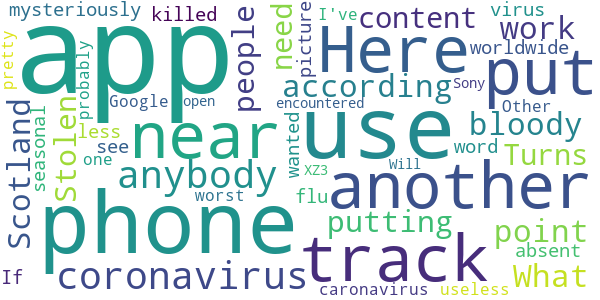 mysteriously killed I've content virus
app people need picture Here worldwide work put
pretty probably according
Google open encountered Sony Other
Scotland seasonal Stolen less near use bloody
see one anybody wanted XZ3 Will word Turns
worst flu another
phone putting point
track absent
If coronavirus caronavirus useless What